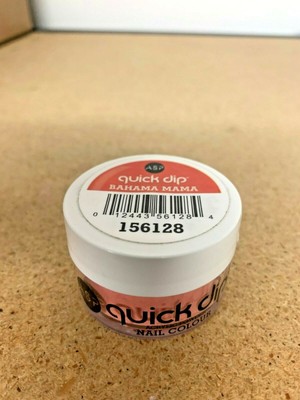 ASP
quick dip
BAHAMA MAMA
0 12443 56128 4
156128
quick dip
NAIL COLOUR